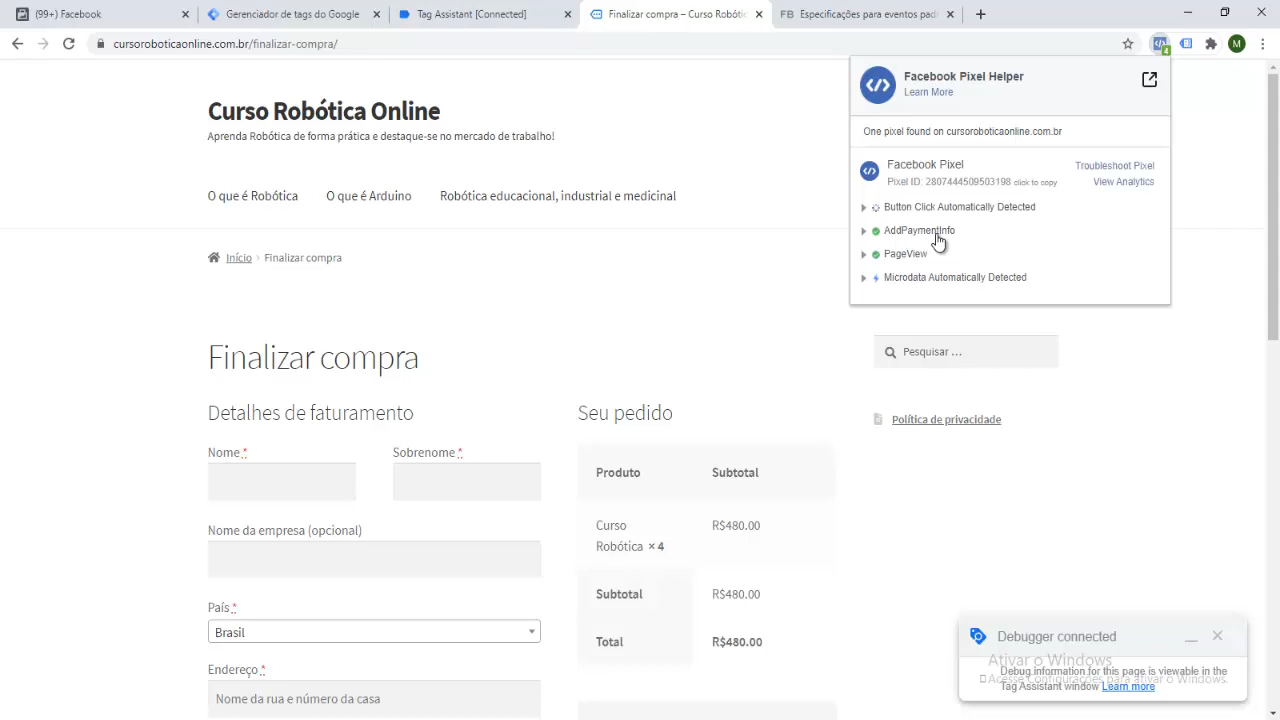 (99+) Facebook
Gerenciador de tags do Google
Tag Assistant [Connected]
Finalizar compra – Curso Robótic
FB Especificações para eventos pad
cursoroboticaonline.com.br/finalizar-compra/
4
M
Facebook Pixel Helper
Learn More
One pixel found on cursoroboticaonline.com.br
Facebook Pixel
Troubleshoot Pixel
Pixel ID: 2807444509503198 click to copy
View Analytics
Button Click Automatically Detected
AddPaymentInfo
PageView
Microdata Automatically Detected
Curso Robótica Online
Aprenda Robótica de forma prática e destaque-se no mercado de trabalho!
O que é Robótica
O que é Arduino
Robótica educacional, industrial e medicinal
Início › Finalizar compra
Pesquisar …
Política de privacidade
Finalizar compra
Detalhes de faturamento
Nome *
Sobrenome *
Nome da empresa (opcional)
País *
Brasil
Endereço *
Nome da rua e número da casa
Seu pedido
Produto
Subtotal
Curso
Robótica × 4
R$480.00
Subtotal
R$480.00
Total
R$480.00
Debugger connected
Debug information for this page is viewable in the
Tag Assistant window Learn more
Ativar o Windows
Acesse Configurações para ativar o Windows.